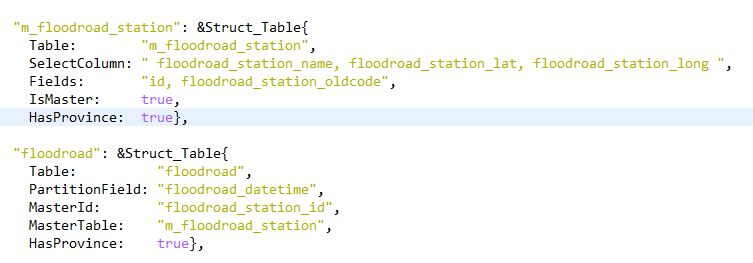 "m_floodroad_station": &Struct_Table{
  Table:        "m_floodroad_station",
  SelectColumn: " floodroad_station_name, floodroad_station_lat, floodroad_station_long ",
  Fields:       "id, floodroad_station_oldcode",
  IsMaster:     true,
  HasProvince:  true},
"floodroad": &Struct_Table{
  Table:          "floodroad",
  PartitionField: "floodroad_datetime",
  MasterId:       "floodroad_station_id",
  MasterTable:    "m_floodroad_station",
  HasProvince:    true},